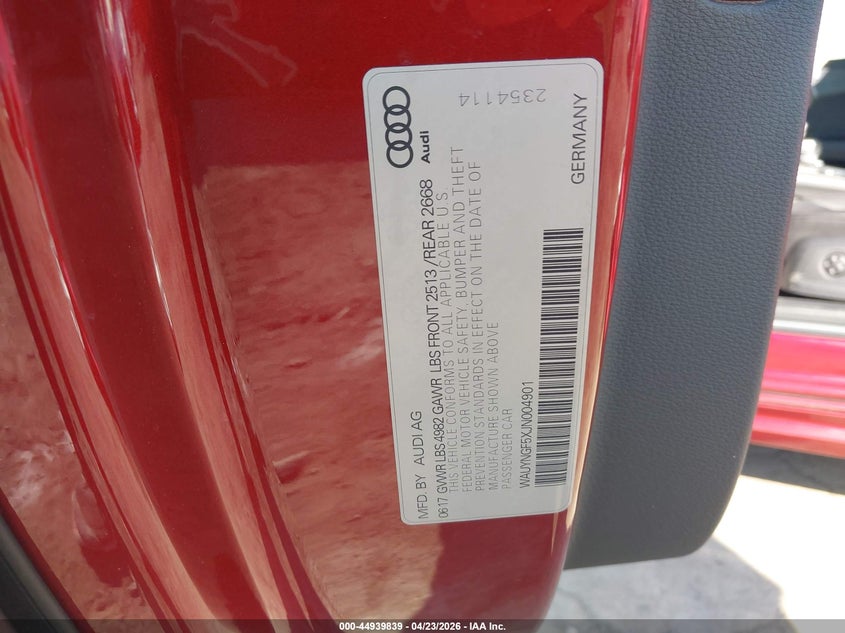 MFD. BY AUDI AG
0617 GVWR LBS 4982 GAWR LBS FRONT 2513 /REAR 2668
THIS VEHICLE CONFORMS TO ALL APPLICABLE U.S.
FEDERAL MOTOR VEHICLE SAFETY, BUMPER AND THEFT
PREVENTION STANDARDS IN EFFECT ON THE DATE OF
MANUFACTURE SHOWN ABOVE
PASSENGER CAR
WAUYNGF5XJN004901
Audi
2354114
GERMANY
000-44939839 - 04/23/2026 - IAA Inc.